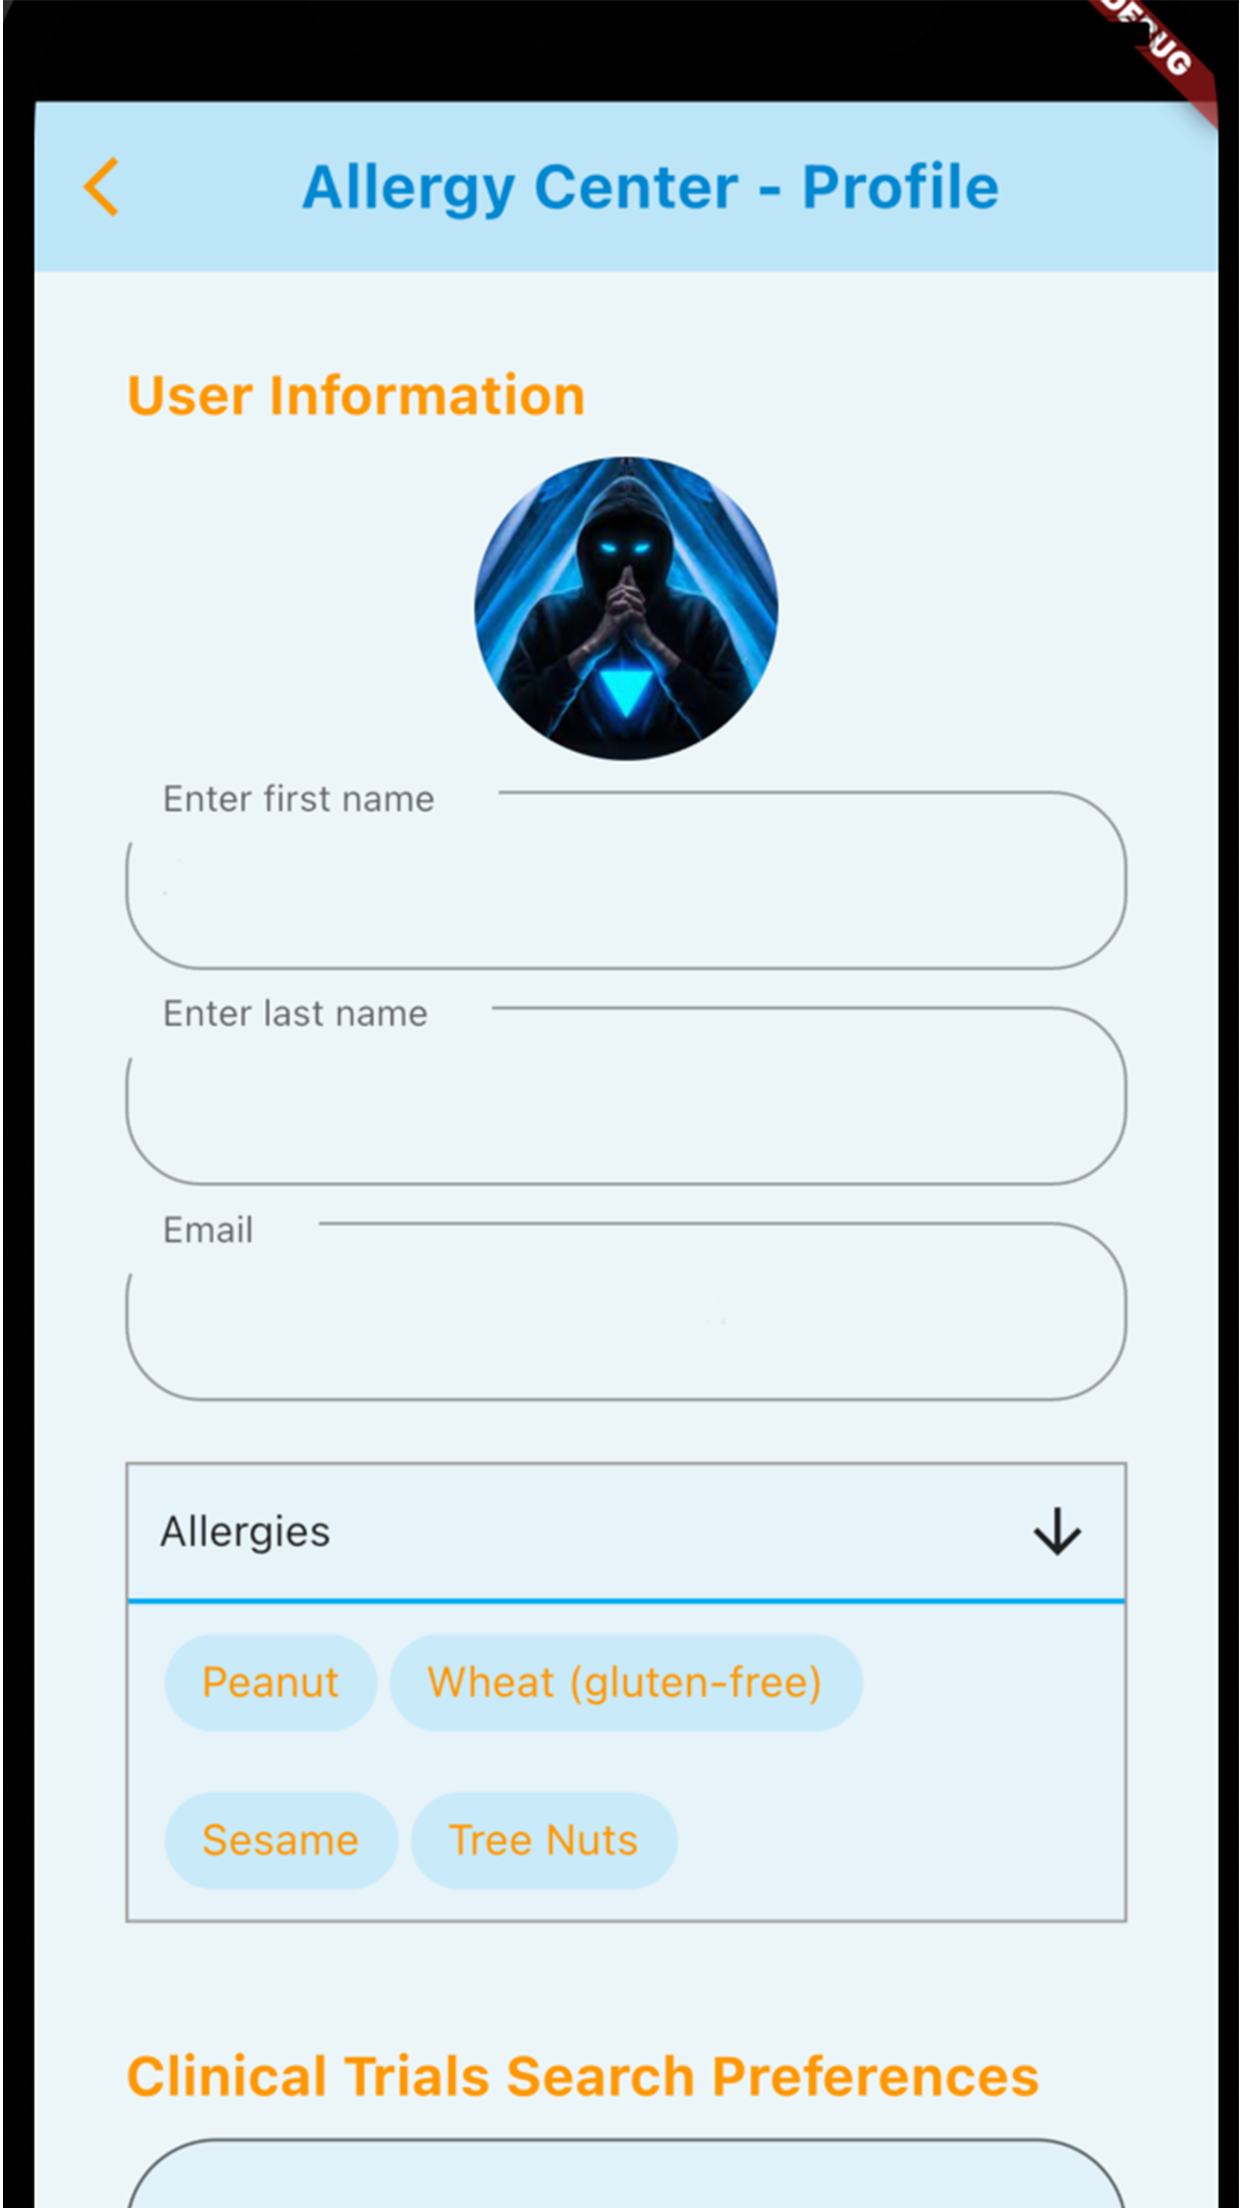 DEBUG
Allergy Center - Profile
User Information
Enter first name
Enter last name
Email
Allergies
Peanut Wheat (gluten-free)
Sesame Tree Nuts
Clinical Trials Search Preferences